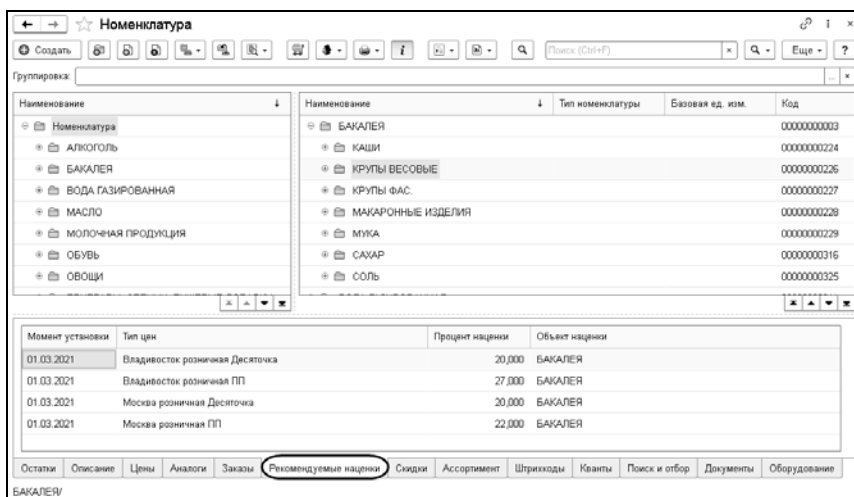 Номенклатура
Создать Поиск (Ctrl+F) × Еще ?
Группировка:
Наименование ↓ Наименование ↓ Тип номенклатуры Базовая ед. изм. Код
Номенклатура БАКАЛЕЯ 00000000003
АЛКОГОЛЬ КАШИ 00000000224
БАКАЛЕЯ КРУПЫ ВЕСОВЫЕ 00000000226
ВОДА ГАЗИРОВАННАЯ КРУПЫ ФАС. 00000000227
МАСЛО МАКАРОННЫЕ ИЗДЕЛИЯ 00000000228
МОЛОЧНАЯ ПРОДУКЦИЯ МУКА 00000000229
ОБУВЬ САХАР 00000000316
ОВОЩИ СОЛЬ 00000000325
Момент установки Тип цен Процент наценки Объект наценки
01.03.2021 Владивосток розничная Десяточка 20,000 БАКАЛЕЯ
01.03.2021 Владивосток розничная ПП 27,000 БАКАЛЕЯ
01.03.2021 Москва розничная Десяточка 20,000 БАКАЛЕЯ
01.03.2021 Москва розничная ПП 22,000 БАКАЛЕЯ
Остатки Описание Цены Аналоги Заказы Рекомендуемые наценки Скидки Ассортимент Штрихкоды Кванты Поиск и отбор Документы Оборудование
БАКАЛЕЯ/